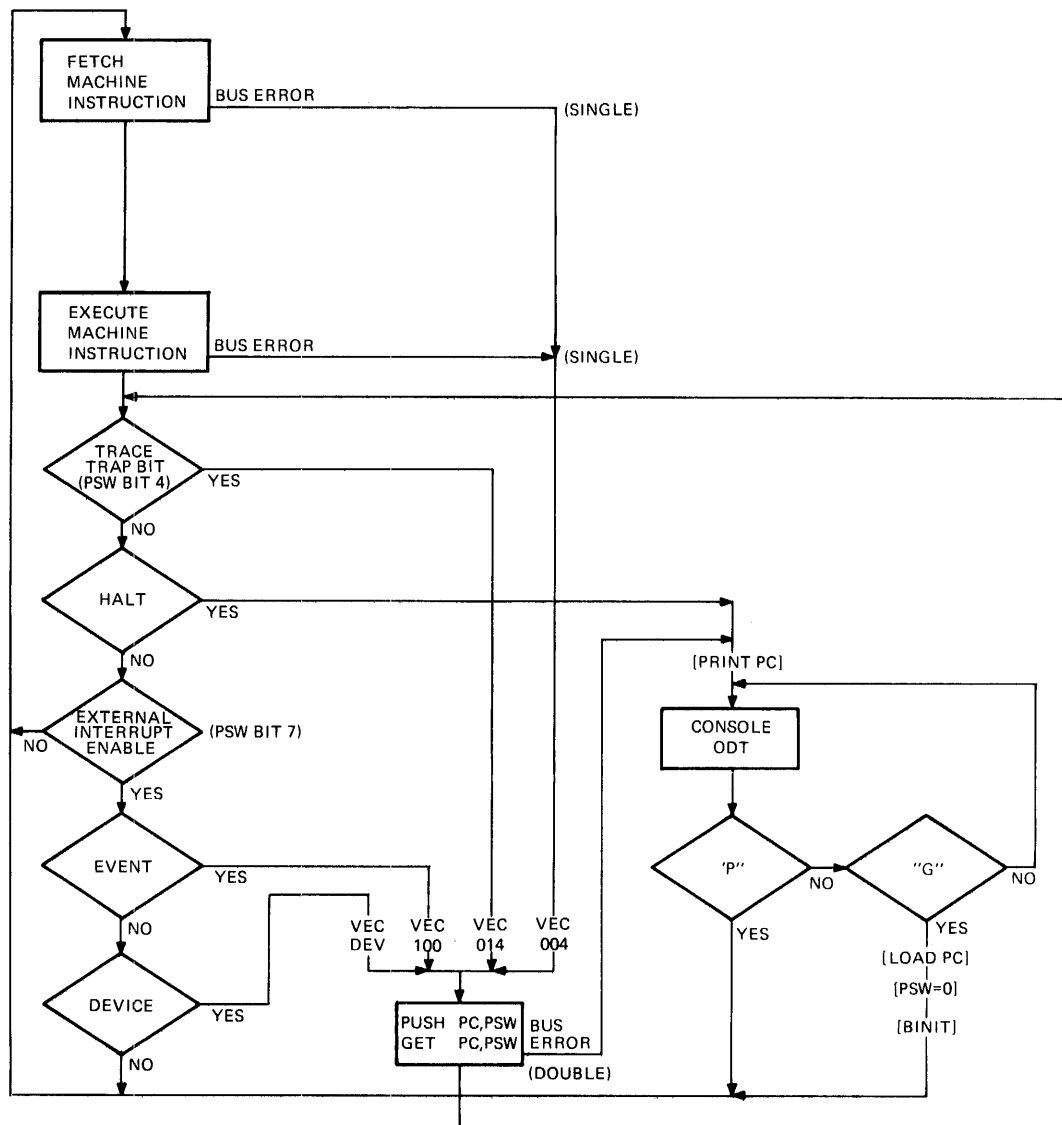 FETCH
MACHINE
INSTRUCTION
BUS ERROR
(SINGLE)
EXECUTE
MACHINE
INSTRUCTION
BUS ERROR
(SINGLE)
TRACE
TRAP BIT
(PSW BIT 4)
YES
NO
HALT
YES
NO
[PRINT PC]
EXTERNAL
INTERRUPT
ENABLE
NO
(PSW BIT 7)
YES
CONSOLE
ODT
EVENT
YES
NO
'P"
NO
YES
"G"
NO
YES
VEC
DEV
VEC
100
VEC
014
VEC
004
[LOAD PC]
[PSW=0]
[BINIT]
DEVICE
YES
NO
PUSH PC,PSW
GET PC,PSW
BUS
ERROR
(DOUBLE)